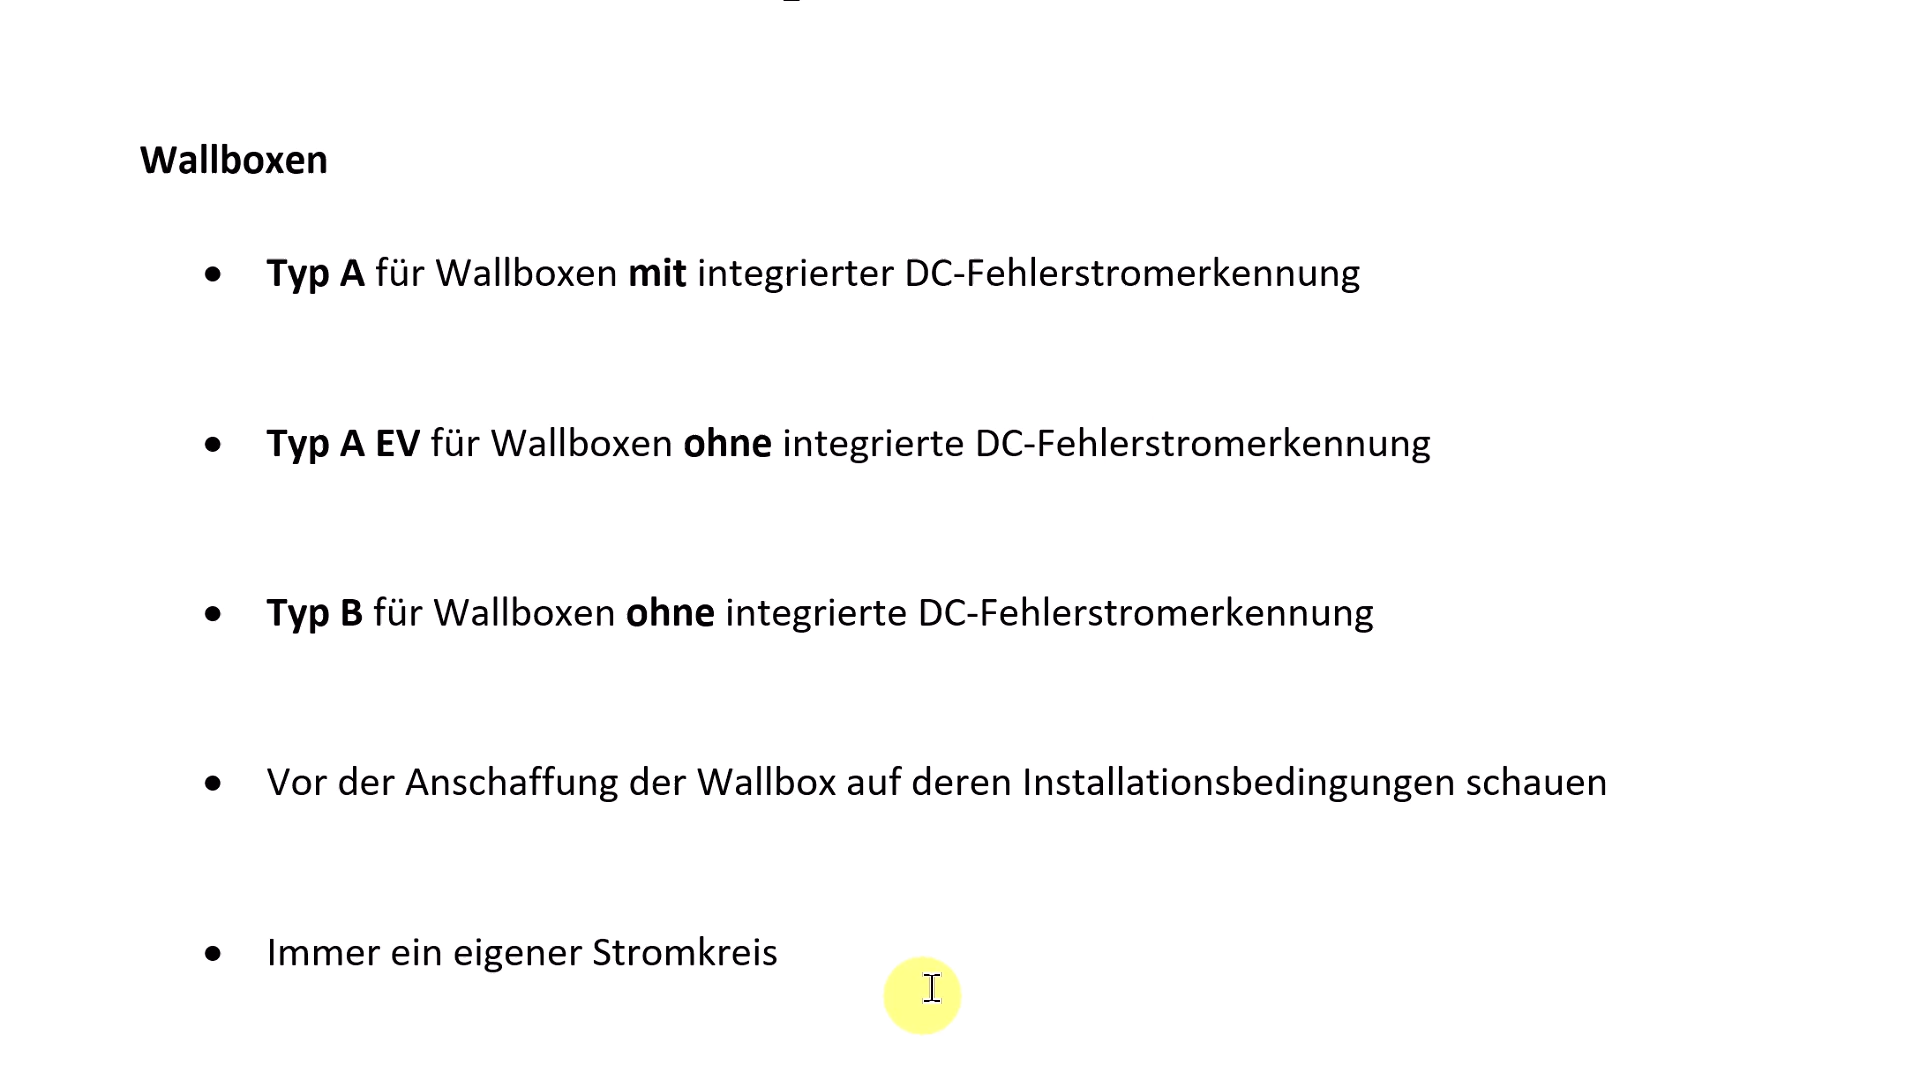 Wallboxen
• Typ A für Wallboxen mit integrierter DC-Fehlerstromerkennung
• Typ A EV für Wallboxen ohne integrierte DC-Fehlerstromerkennung
• Typ B für Wallboxen ohne integrierte DC-Fehlerstromerkennung
• Vor der Anschaffung der Wallbox auf deren Installationsbedingungen schauen
• Immer ein eigener Stromkreis